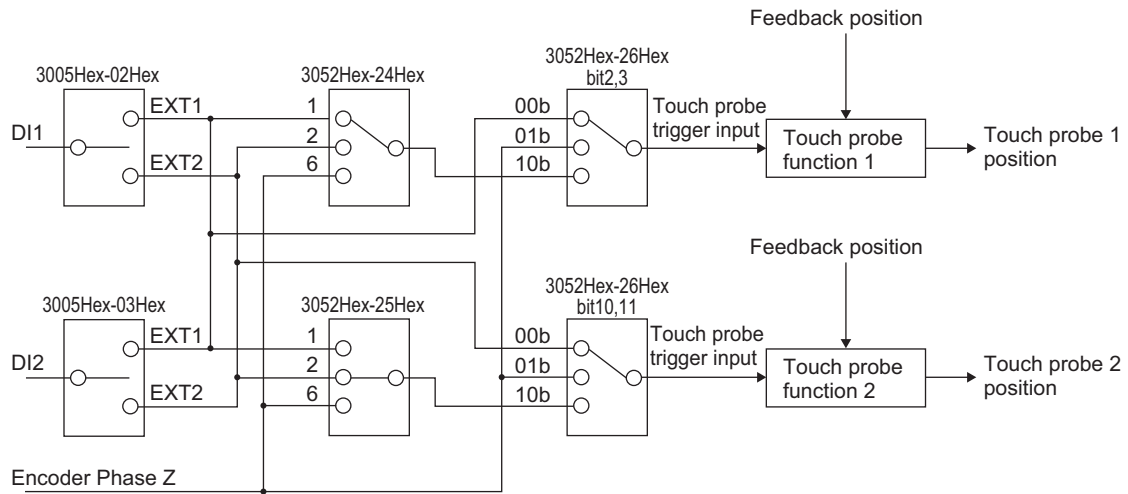 Feedback position
3005Hex-02Hex
3052Hex-24Hex
3052Hex-26Hex
bit2,3
DI1
EXT1
EXT2
1
2
6
00b
01b
10b
Touch probe
trigger input
Touch probe
function 1
Touch probe 1
position
Feedback position
3005Hex-03Hex
3052Hex-25Hex
3052Hex-26Hex
bit10,11
DI2
EXT1
EXT2
1
2
6
00b
01b
10b
Touch probe
trigger input
Touch probe
function 2
Touch probe 2
position
Encoder Phase Z